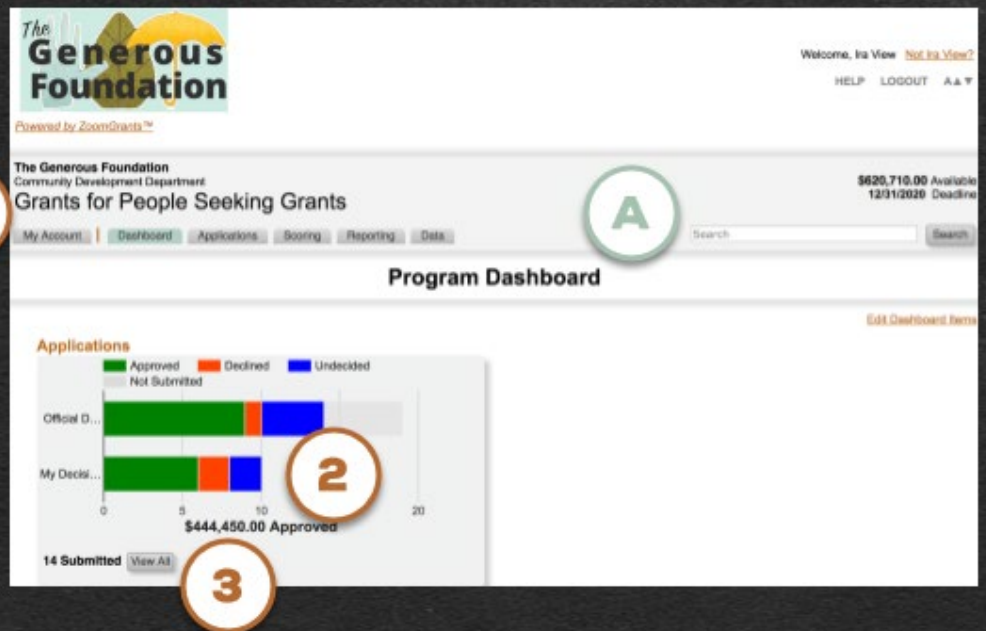 The
Generous
Foundation
Welcome, Ira View Not Ira View?
HELP LOGOUT A▲▼
Powered by ZoomGrants™
The Generous Foundation
Community Development Department
Grants for People Seeking Grants
$620,710.00 Available
12/31/2020 Deadline
A
My Account | Dashboard Applications Scoring Reporting Data
Search Search
Program Dashboard
Edit Dashboard Items
Applications
Approved Declined Undecided
Not Submitted
Official D...
My Decisi...
2
0 5 10 20
$444,450.00 Approved
14 Submitted View All
3